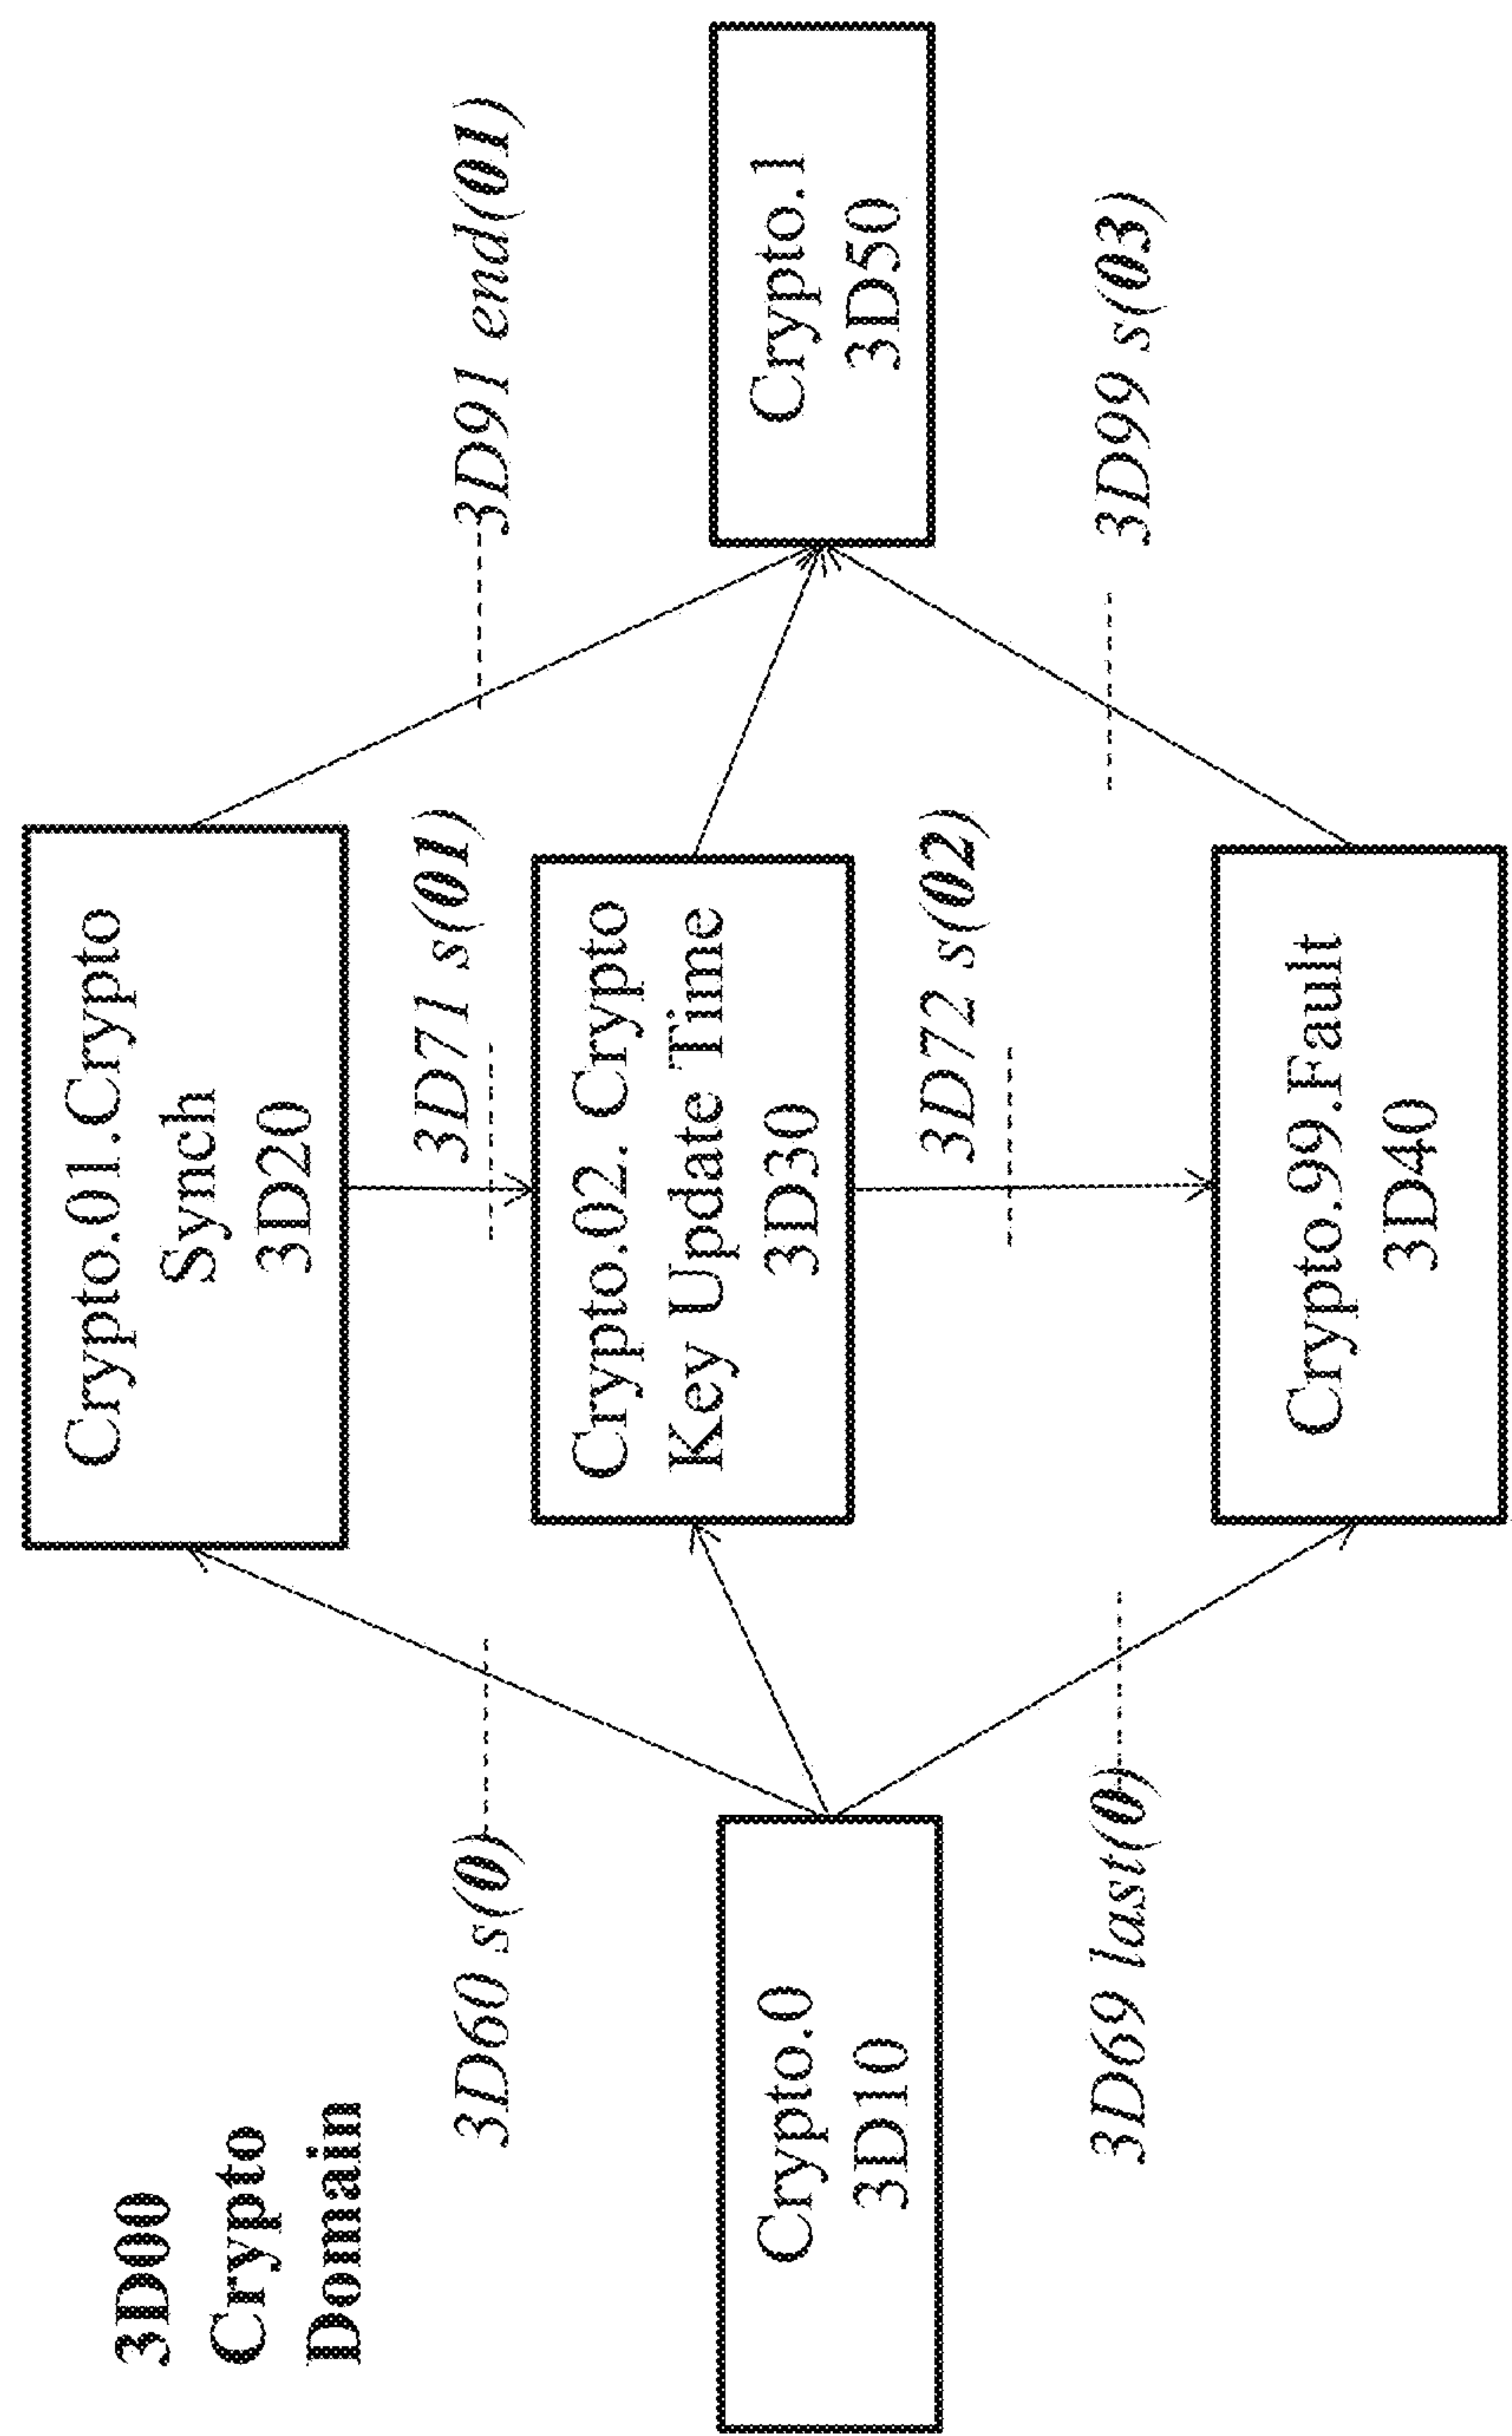 3D00
Crypto
Domain
Crypto.01.Crypto
Synch
3D20
3D60 s(0)
3D71 s(01)
3D91 end(01)
Crypto.02. Crypto
Key Update Time
3D30
Crypto.0
3D10
Crypto.1
3D50
3D72 s(02)
3D69 last(0)
3D99 s(03)
Crypto.99.Fault
3D40